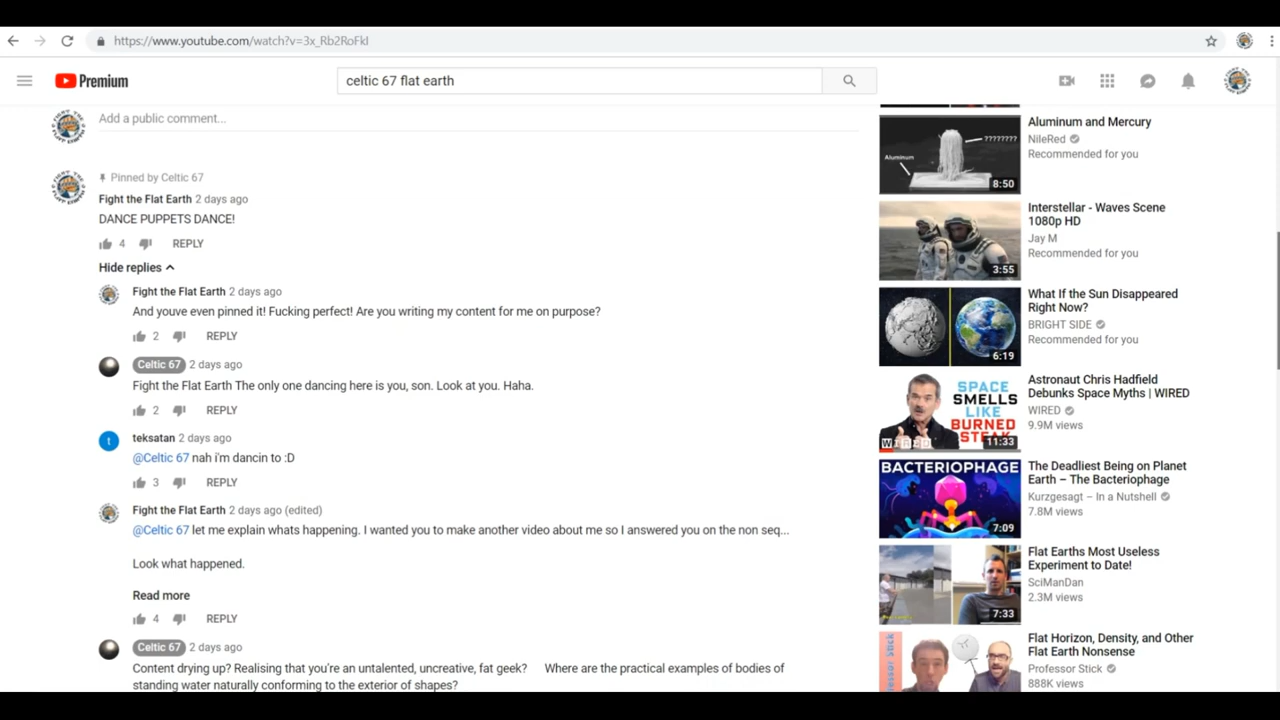 https://www.youtube.com/watch?v=3x_Rb2RoFkI
Premium
celtic 67 flat earth
Add a public comment...
Pinned by Celtic 67
Fight the Flat Earth 2 days ago
DANCE PUPPETS DANCE!
4 REPLY
Hide replies
Fight the Flat Earth 2 days ago
And youve even pinned it! Fucking perfect! Are you writing my content for me on purpose?
2 REPLY
Celtic 67 2 days ago
Fight the Flat Earth The only one dancing here is you, son. Look at you. Haha.
2 REPLY
t
teksatan 2 days ago
@Celtic 67 nah i'm dancin to :D
3 REPLY
Fight the Flat Earth 2 days ago (edited)
@Celtic 67 let me explain whats happening. I wanted you to make another video about me so I answered you on the non seq...
Look what happened.
Read more
4 REPLY
Celtic 67 2 days ago
Content drying up? Realising that you're an untalented, uncreative, fat geek? Where are the practical examples of bodies of
standing water naturally conforming to the exterior of shapes?
Aluminum
????????
8:50
Aluminum and Mercury
NileRed
Recommended for you
3:55
Interstellar - Waves Scene
1080p HD
Jay M
Recommended for you
6:19
What If the Sun Disappeared
Right Now?
BRIGHT SIDE
Recommended for you
SPACE
SMELLS
LIKE
BURNED
STEAK
WIRED
11:33
Astronaut Chris Hadfield
Debunks Space Myths | WIRED
WIRED
9.9M views
BACTERIOPHAGE
7:09
The Deadliest Being on Planet
Earth – The Bacteriophage
Kurzgesagt – In a Nutshell
7.8M views
7:33
Flat Earths Most Useless
Experiment to Date!
SciManDan
2.3M views
Flat Horizon, Density, and Other
Flat Earth Nonsense
Professor Stick
888K views